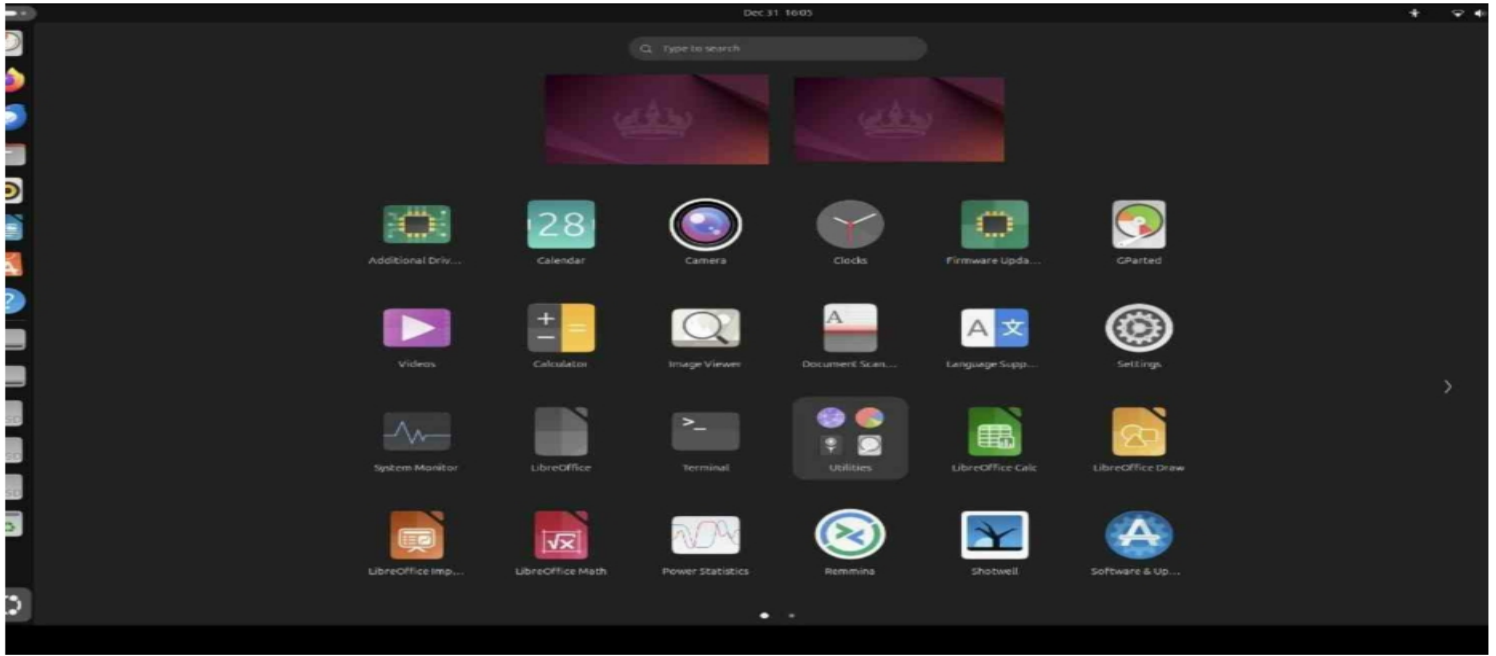 Dec 31 16:05
Type to search
28
Additional Driv... Calendar Camera Clocks Firmware Upda... GParted
A
A 文
Videos Calculator Image Viewer Document Scan... Language Supp... Settings
>_
System Monitor LibreOffice Terminal Utilities LibreOffice Calc LibreOffice Draw
√x
A
LibreOffice Imp... LibreOffice Math Power Statistics Remmina Shotwell Software & Up...